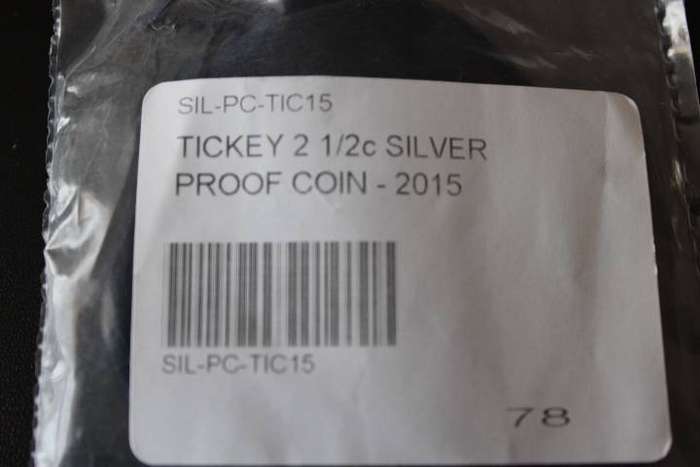 SIL-PC-TIC15
TICKEY 2 1/2c SILVER
PROOF COIN - 2015
SIL-PC-TIC15
78